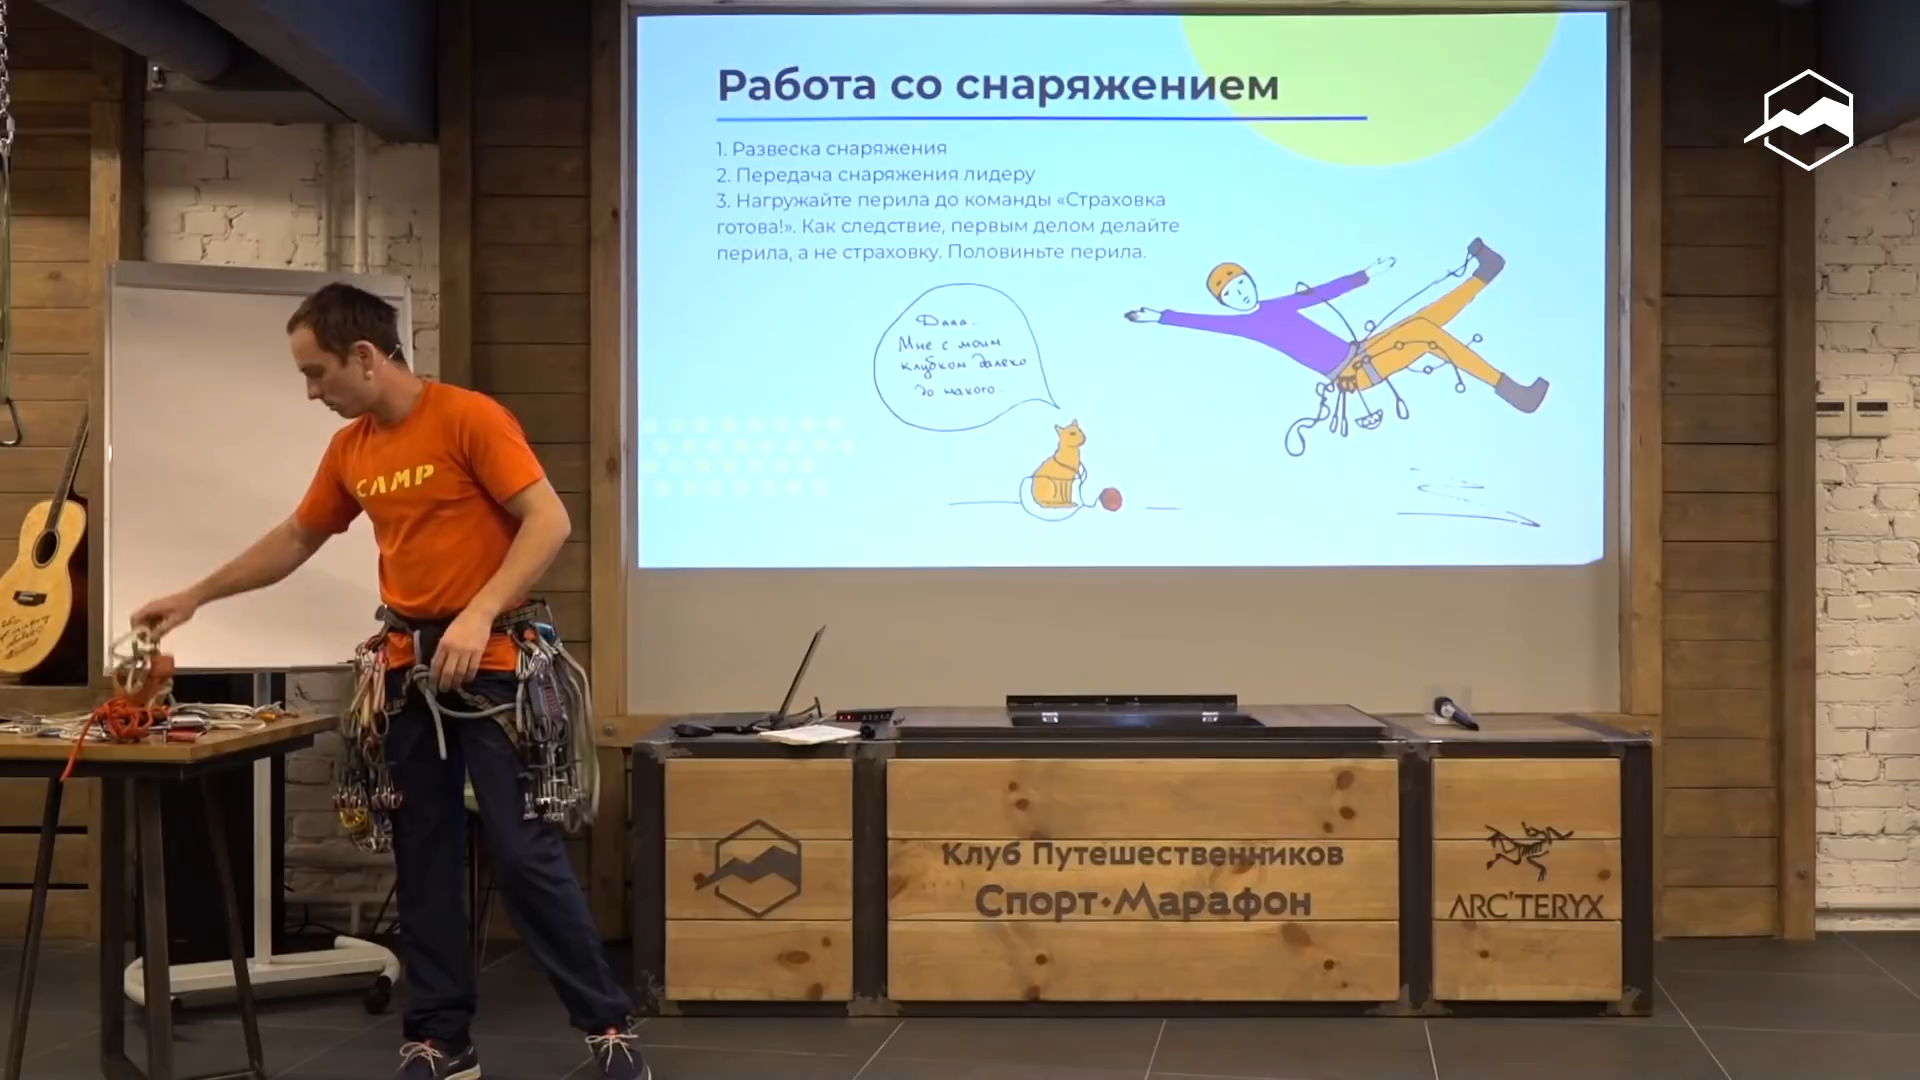 Работа со снаряжением
1. Развеска снаряжения
2. Передача снаряжения лидеру
3. Нагружайте перила до команды «Страховка
готова!». Как следствие, первым делом делайте
перила, а не страховку. Половиньте перила.
Дааа...
Мне с моим
клубком далеко
до такого...
CAMP
Клуб Путешественников
Спорт•Марафон
ARC'TERYX